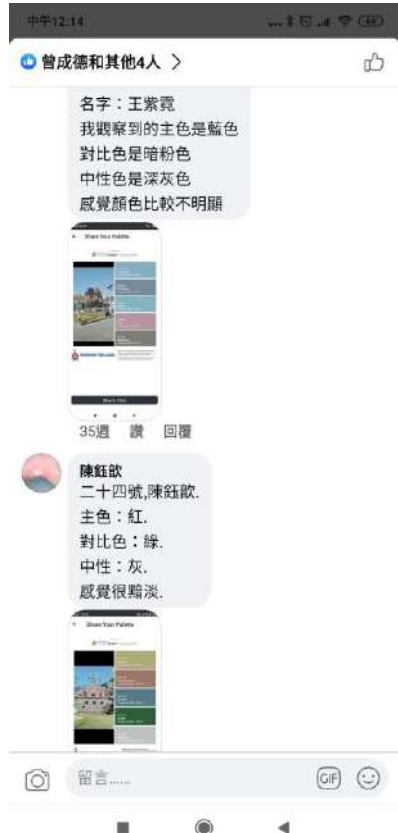 中午12:14
曾成德和其他4人
名字：王紫霓
我觀察到的主色是藍色
對比色是暗粉色
中性色是深灰色
感覺顏色比較不明顯
Share Your Palette
Share This
35週 讚 回覆
陳鈺歆
二十四號,陳鈺歆.
主色：紅.
對比色：綠.
中性：灰.
感覺很黯淡.
Share Your Palette
留言……
GIF